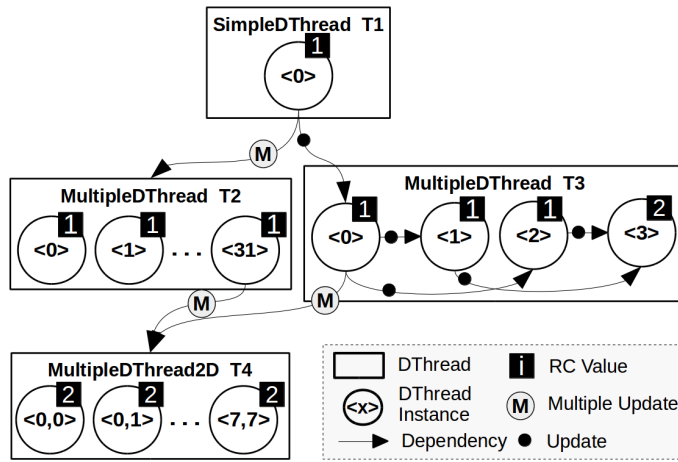 SimpleDThread T1
1
<0>
M
MultipleDThread T2
1 1 1
<0> <1> . . . <31>
MultipleDThread T3
1 1 1 2
<0> <1> <2> <3>
M M
MultipleDThread2D T4
2 2 2
<0,0> <0,1> . . . <7,7>
DThread
i RC Value
<x> DThread
Instance
M Multiple Update
Dependency
Update